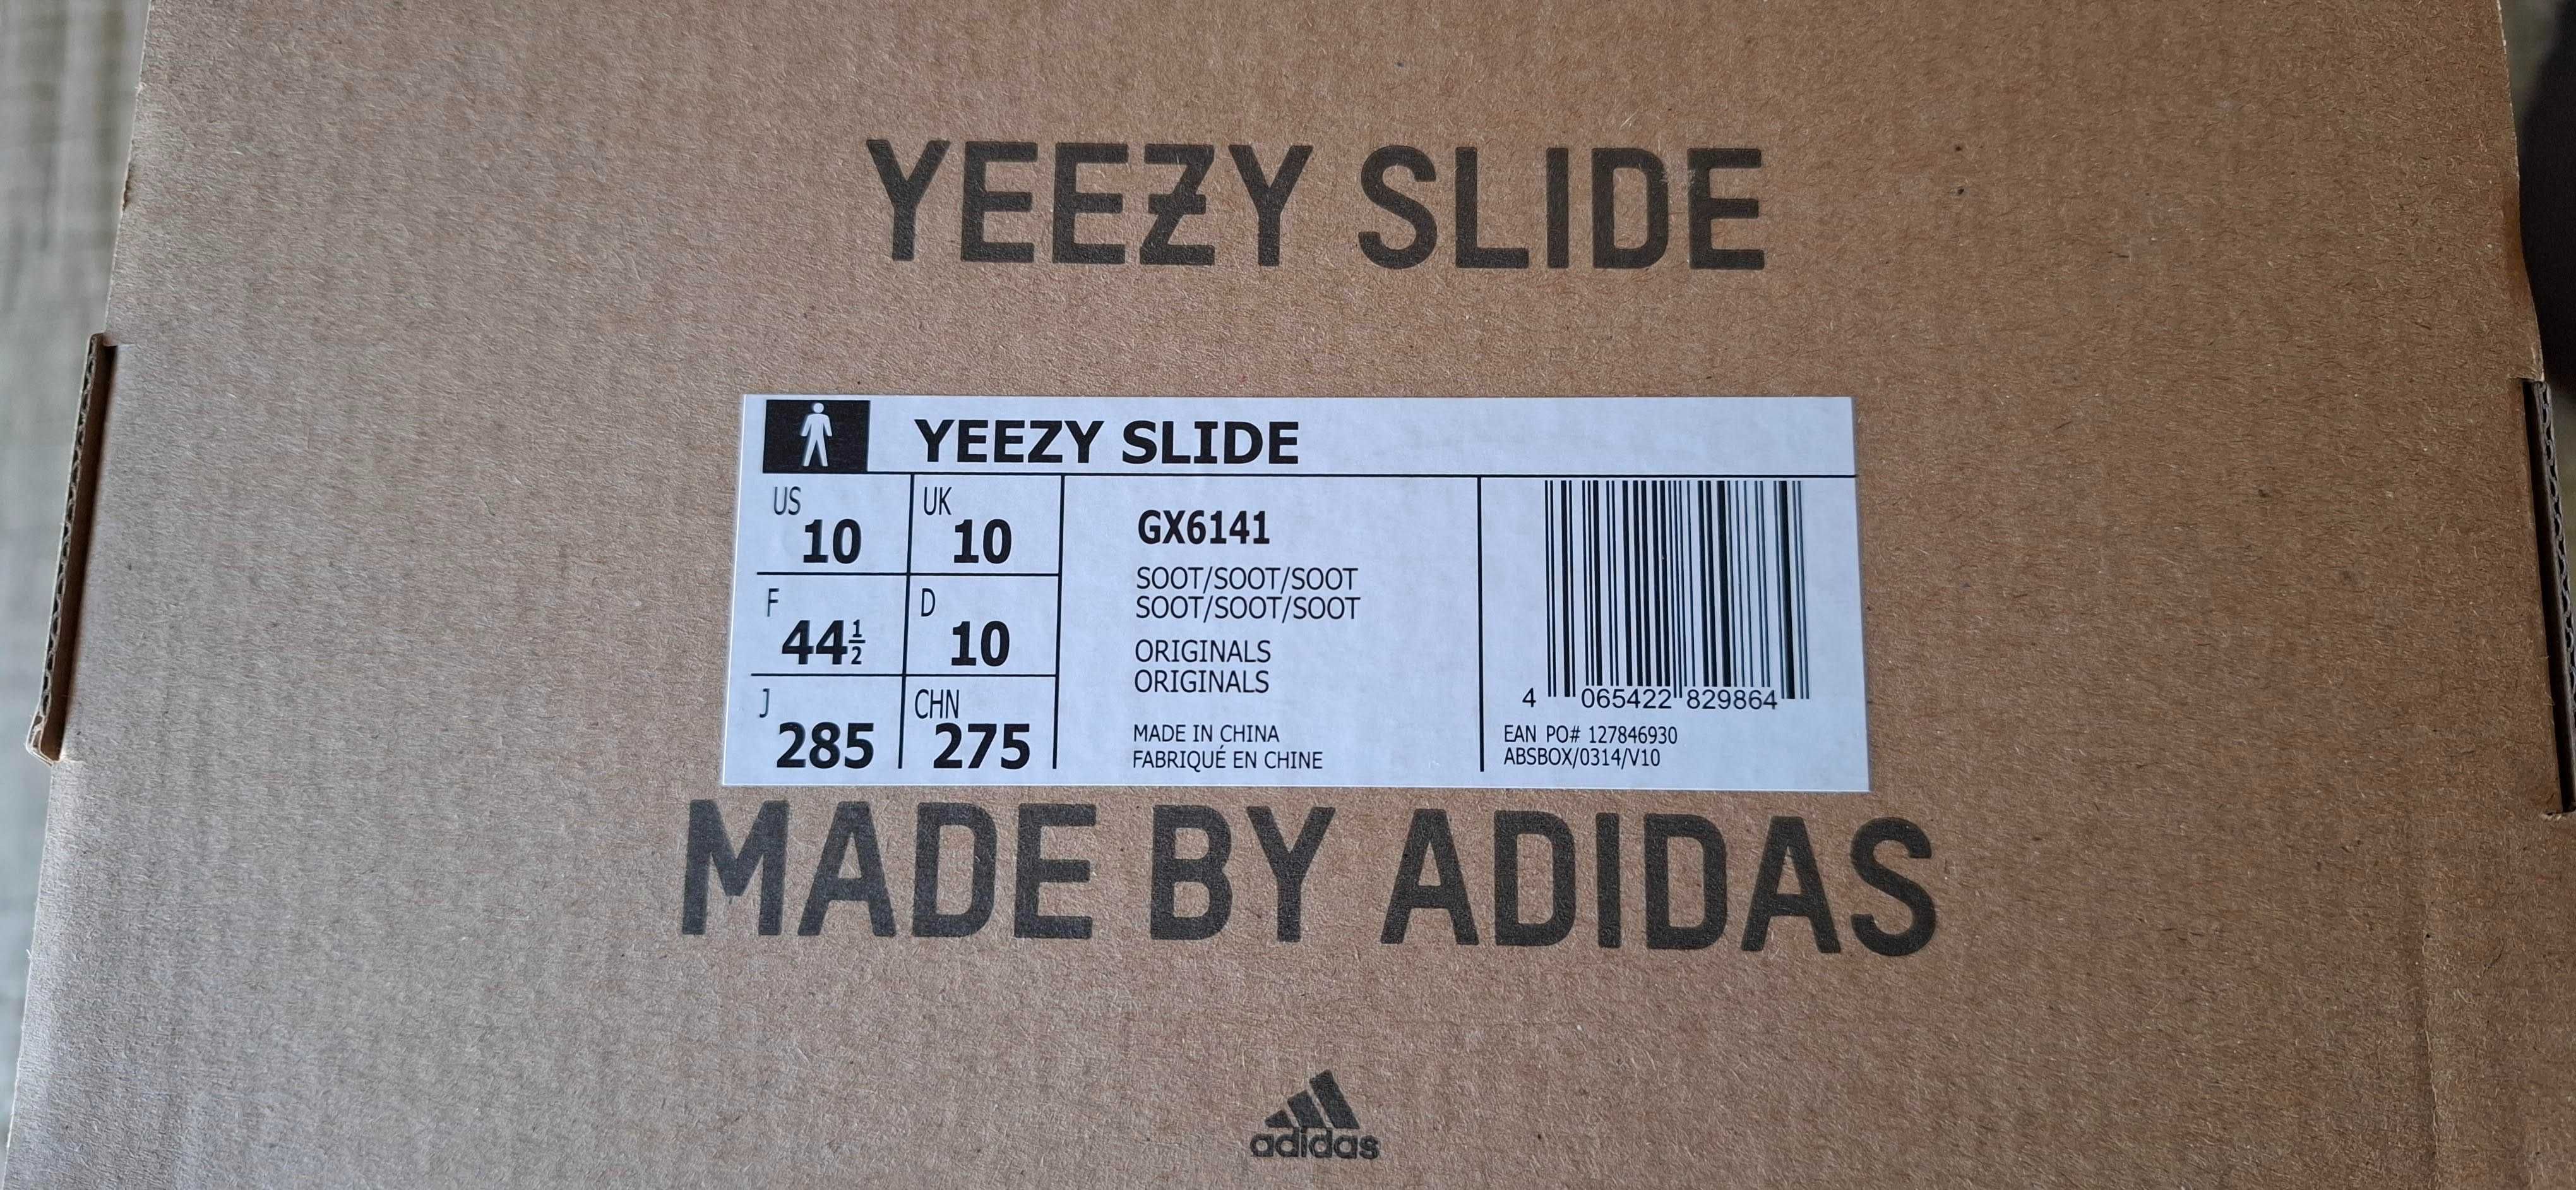 YEEZY SLIDE
YEEZY SLIDE
US 10 UK 10
F 44½ D 10
J 285 CHN 275
GX6141
SOOT/SOOT/SOOT
SOOT/SOOT/SOOT
ORIGINALS
ORIGINALS
MADE IN CHINA
FABRIQUÉ EN CHINE
4 065422 829864
EAN PO# 127846930
ABSBOX/0314/V10
MADE BY ADIDAS
adidas